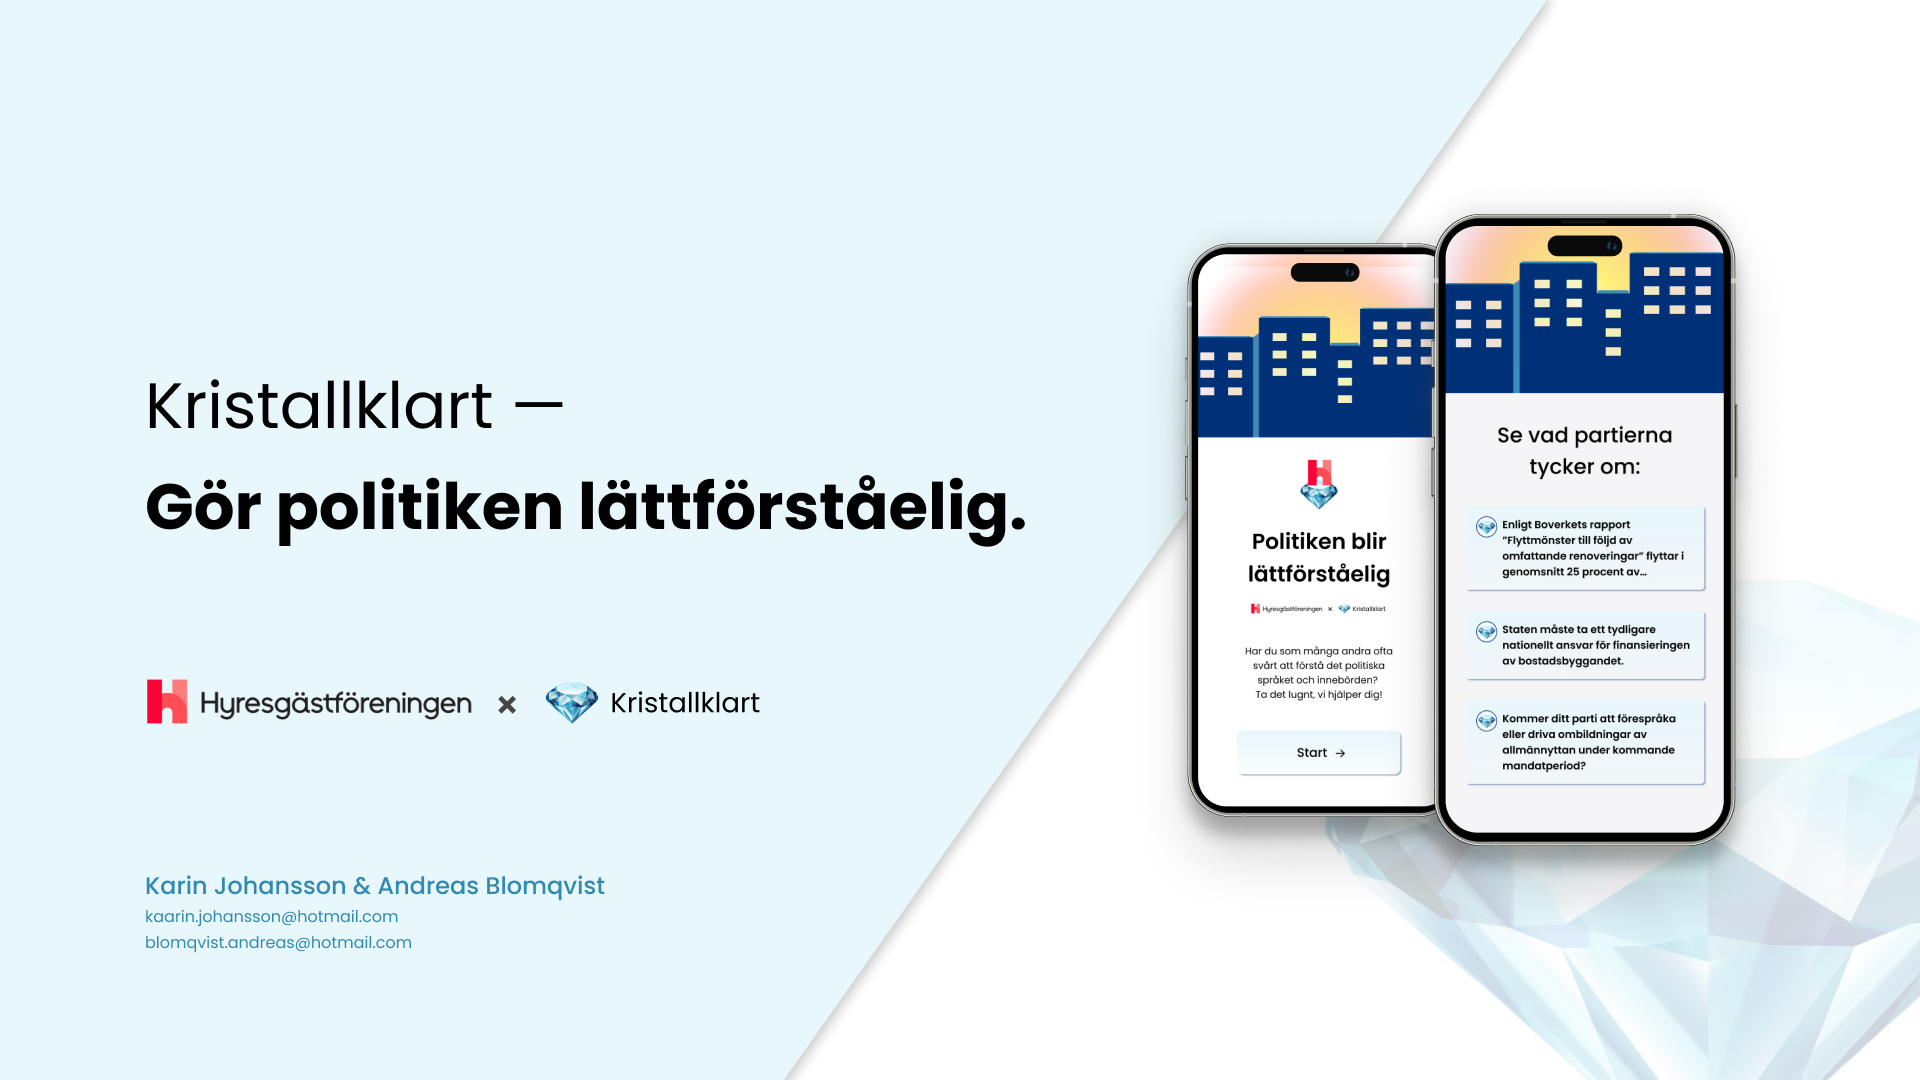 Kristallklart —
Gör politiken lättförståelig.
Hyresgästföreningen × Kristallklart
Karin Johansson & Andreas Blomqvist
kaarin.johansson@hotmail.com
blomqvist.andreas@hotmail.com
Politiken blir
lättförståelig
Hyresgästföreningen × Kristallklart
Har du som många andra ofta
svårt att förstå det politiska
språket och innebörden?
Ta det lugnt, vi hjälper dig!
Start →
Se vad partierna
tycker om:
Enligt Boverkets rapport
”Flyttmönster till följd av
omfattande renoveringar” flyttar i
genomsnitt 25 procent av...
Staten måste ta ett tydligare
nationellt ansvar för finansieringen
av bostadsbyggandet.
Kommer ditt parti att förespråka
eller driva ombildningar av
allmännyttan under kommande
mandatperiod?